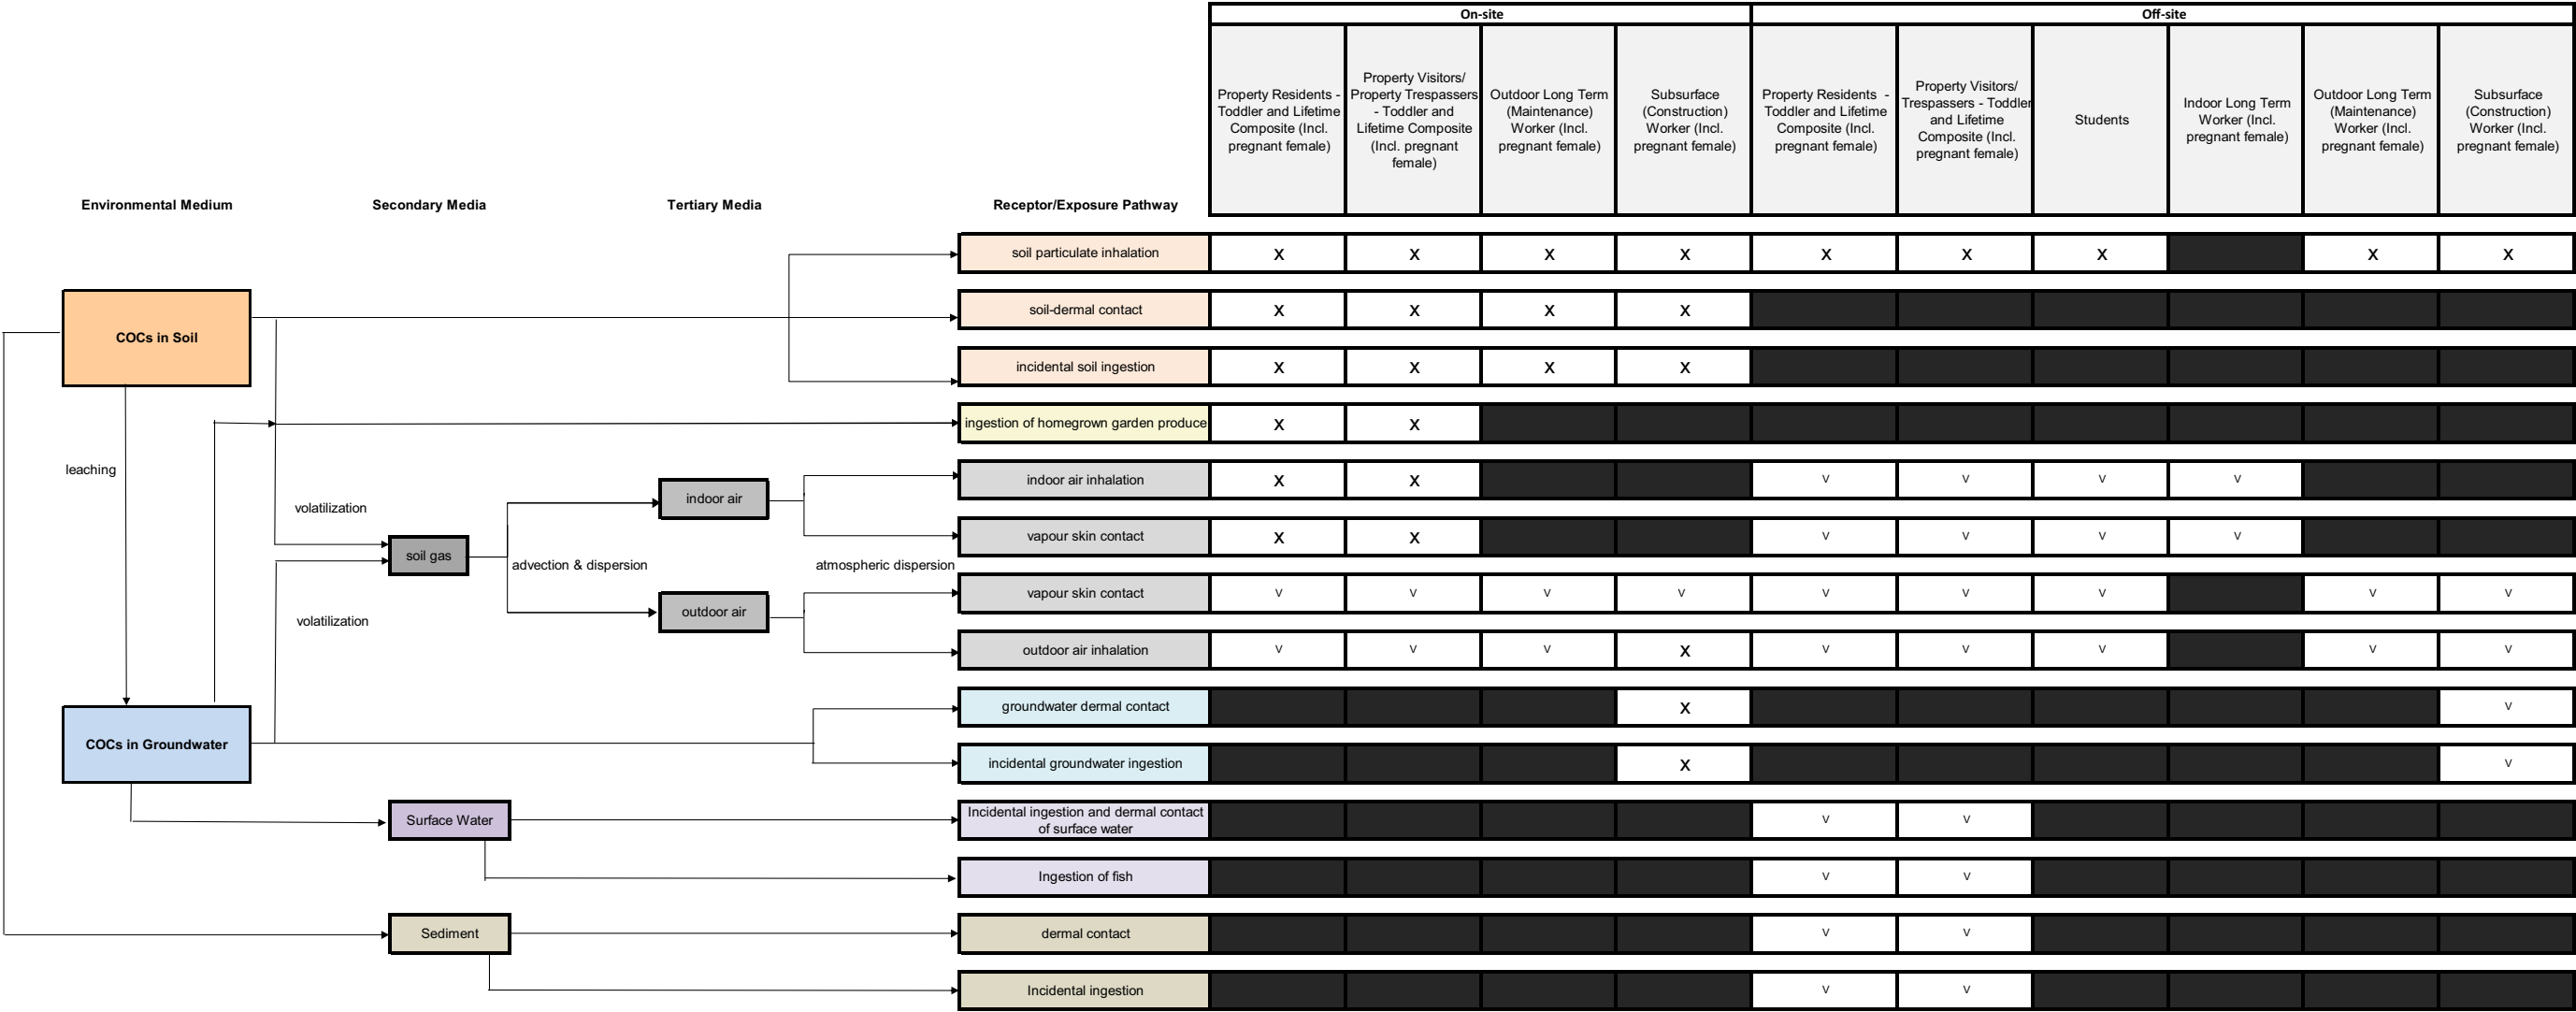 On-site
Off-site
Property Residents -
Toddler and Lifetime
Composite (Incl.
pregnant female)
Property Visitors/
Property Trespassers
- Toddler and
Lifetime Composite
(Incl. pregnant
female)
Outdoor Long Term
(Maintenance)
Worker (Incl.
pregnant female)
Subsurface
(Construction)
Worker (Incl.
pregnant female)
Property Residents -
Toddler and Lifetime
Composite (Incl.
pregnant female)
Property Visitors/
Trespassers - Toddler
and Lifetime
Composite (Incl.
pregnant female)
Students
Indoor Long Term
Worker (Incl.
pregnant female)
Outdoor Long Term
(Maintenance)
Worker (Incl.
pregnant female)
Subsurface
(Construction)
Worker (Incl.
pregnant female)
Environmental Medium
Secondary Media
Tertiary Media
Receptor/Exposure Pathway
soil particulate inhalation X X X X X X X X X
soil-dermal contact X X X X
COCs in Soil
incidental soil ingestion X X X X
ingestion of homegrown garden produce X X
leaching
indoor air inhalation X X V V V V
indoor air
volatilization
vapour skin contact X X V V V V
soil gas
advection & dispersion
atmospheric dispersion
vapour skin contact V V V V V V V V V
outdoor air
volatilization
outdoor air inhalation V V V X V V V V V
groundwater dermal contact X V
COCs in Groundwater
incidental groundwater ingestion X V
Surface Water
Incidental ingestion and dermal contact
of surface water V V
Ingestion of fish V V
Sediment
dermal contact V V
Incidental ingestion V V